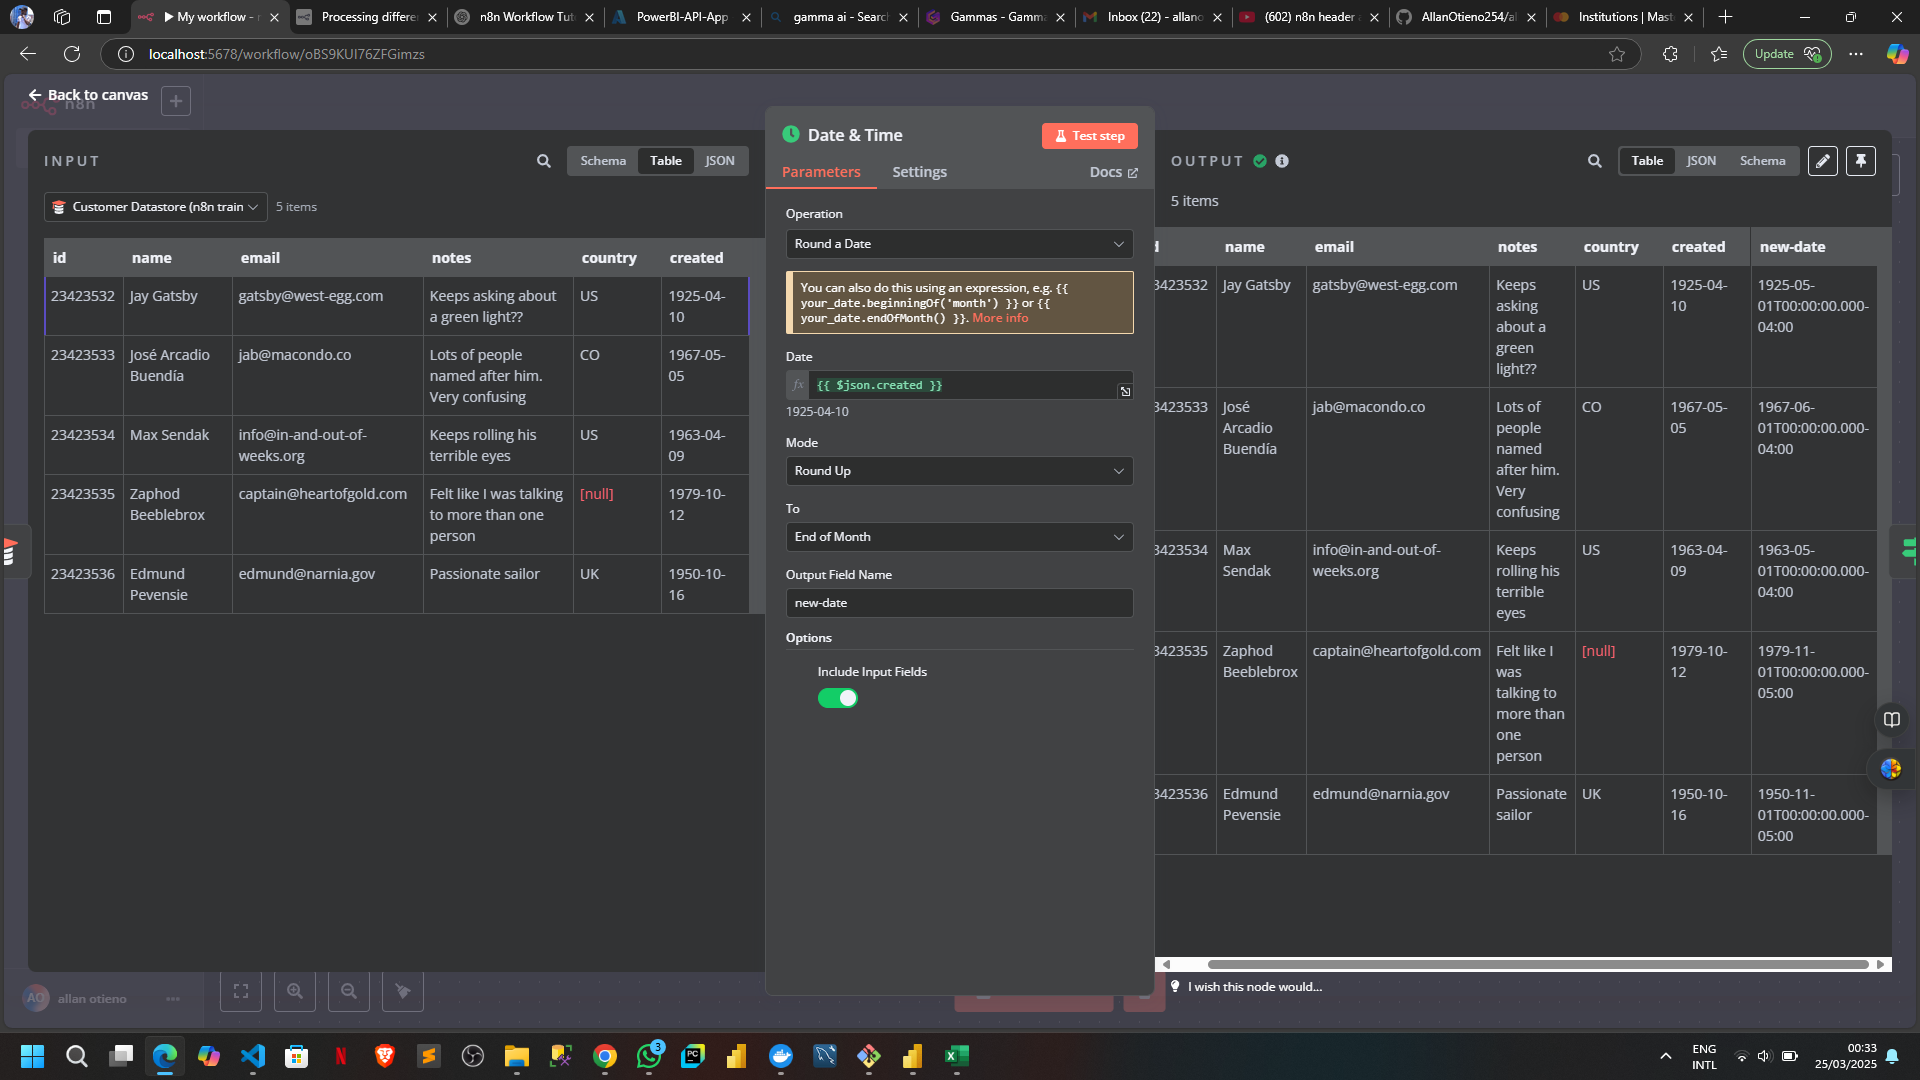 ▶ My workflow - n
Processing differe
n8n Workflow Tut
PowerBI-API-App
gamma ai - Search
Gammas - Gamma
Inbox (22) - allano
(602) n8n header a
AllanOtieno254/al
Institutions | Mast
localhost:5678/workflow/oBS9KUI76ZFGimzs
Update
Back to canvas
n8n
INPUT
Schema
Table
JSON
Customer Datastore (n8n train
5 items
id name email notes country created
23423532 Jay Gatsby gatsby@west-egg.com Keeps asking about US 1925-04-
a green light?? 10
23423533 José Arcadio jab@macondo.co Lots of people CO 1967-05-
Buendía named after him. 05
Very confusing
23423534 Max Sendak info@in-and-out-of- Keeps rolling his US 1963-04-
weeks.org terrible eyes 09
23423535 Zaphod captain@heartofgold.com Felt like I was talking [null] 1979-10-
Beeblebrox to more than one 12
person
23423536 Edmund edmund@narnia.gov Passionate sailor UK 1950-10-
Pevensie 16
Date & Time
Test step
Parameters
Settings
Docs
Operation
Round a Date
You can also do this using an expression, e.g. {{
your_date.beginningOf('month') }} or {{
your_date.endOfMonth() }}. More info
Date
fx {{ $json.created }}
1925-04-10
Mode
Round Up
To
End of Month
Output Field Name
new-date
Options
Include Input Fields
OUTPUT
Table
JSON
Schema
5 items
d name email notes country created new-date
3423532 Jay Gatsby gatsby@west-egg.com Keeps US 1925-04- 1925-05-
asking 10 01T00:00:00.000-
about a 04:00
green
light??
3423533 José jab@macondo.co Lots of CO 1967-05- 1967-06-
Arcadio people 05 01T00:00:00.000-
Buendía named 04:00
after him.
Very
confusing
3423534 Max info@in-and-out-of- Keeps US 1963-04- 1963-05-
Sendak weeks.org rolling his 09 01T00:00:00.000-
terrible 04:00
eyes
3423535 Zaphod captain@heartofgold.com Felt like I [null] 1979-10- 1979-11-
Beeblebrox was 12 01T00:00:00.000-
talking to 05:00
more than
one
person
3423536 Edmund edmund@narnia.gov Passionate UK 1950-10- 1950-11-
Pevensie sailor 16 01T00:00:00.000-
05:00
I wish this node would...
AO allan otieno
3
ENG
INTL
00:33
25/03/2025